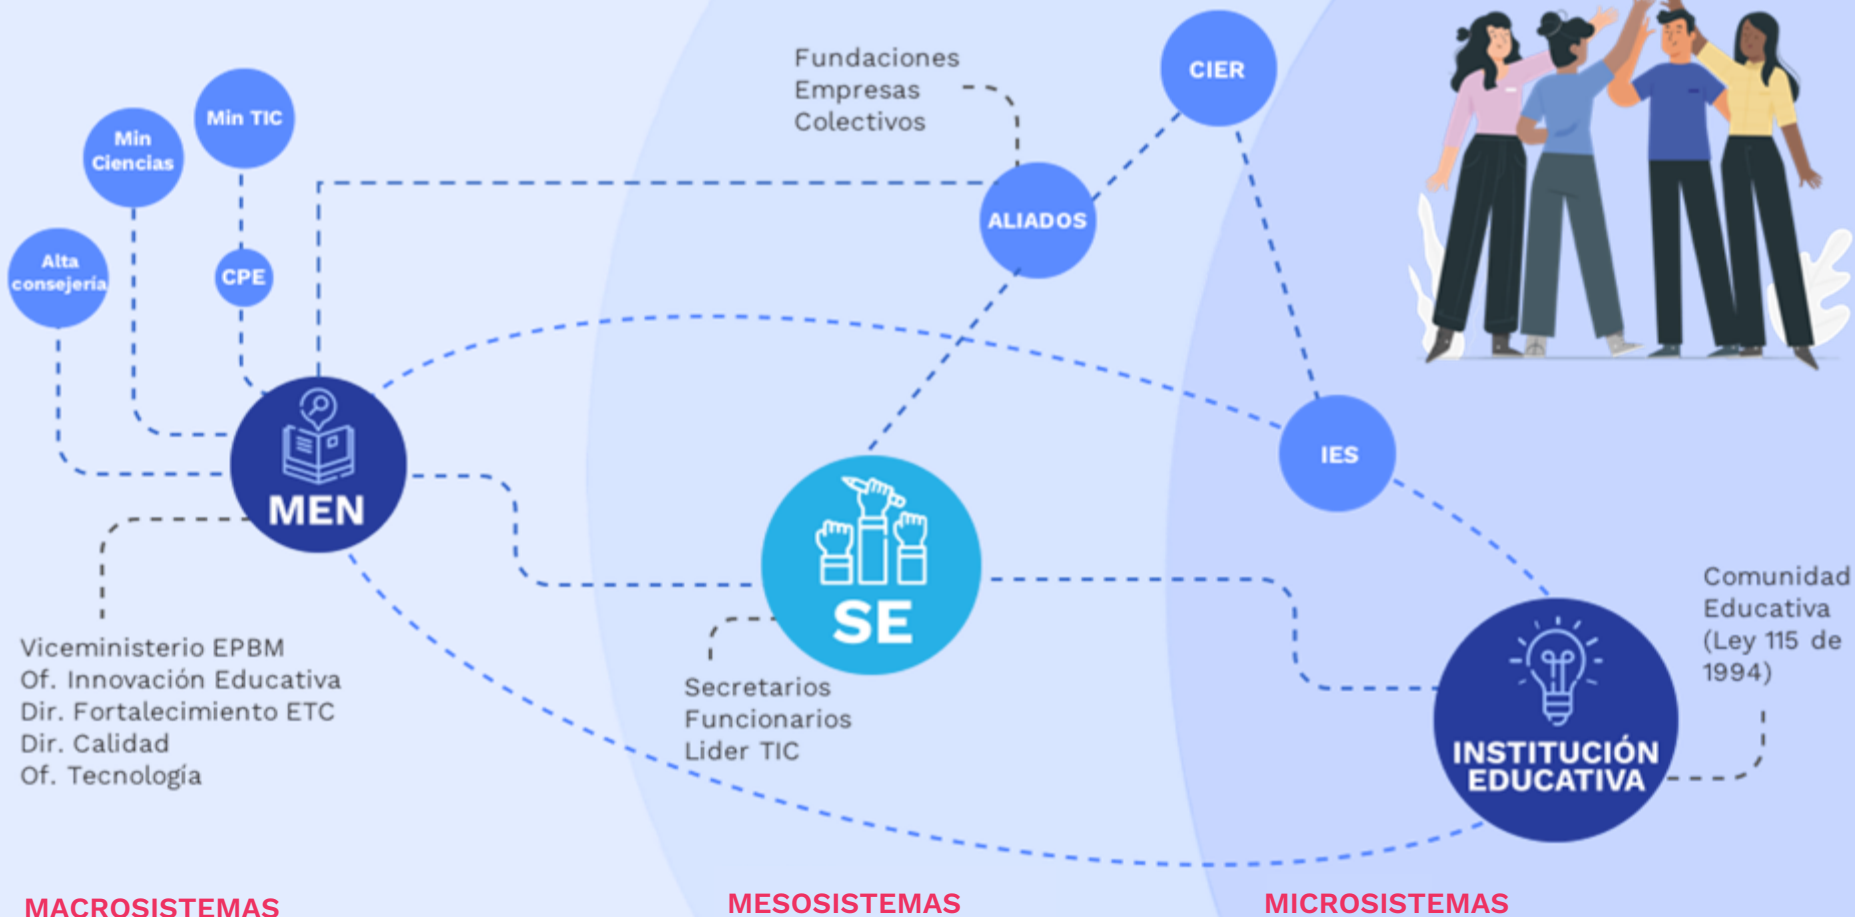 Min TIC
Min
Ciencias
Alta
consejería
CPE
MEN
Viceministerio EPBM
Of. Innovación Educativa
Dir. Fortalecimiento ETC
Dir. Calidad
Of. Tecnología
MACROSISTEMAS
Fundaciones
Empresas
Colectivos
CIER
ALIADOS
SE
Secretarios
Funcionarios
Lider TIC
MESOSISTEMAS
IES
Comunidad
Educativa
(Ley 115 de
1994)
INSTITUCIÓN
EDUCATIVA
MICROSISTEMAS